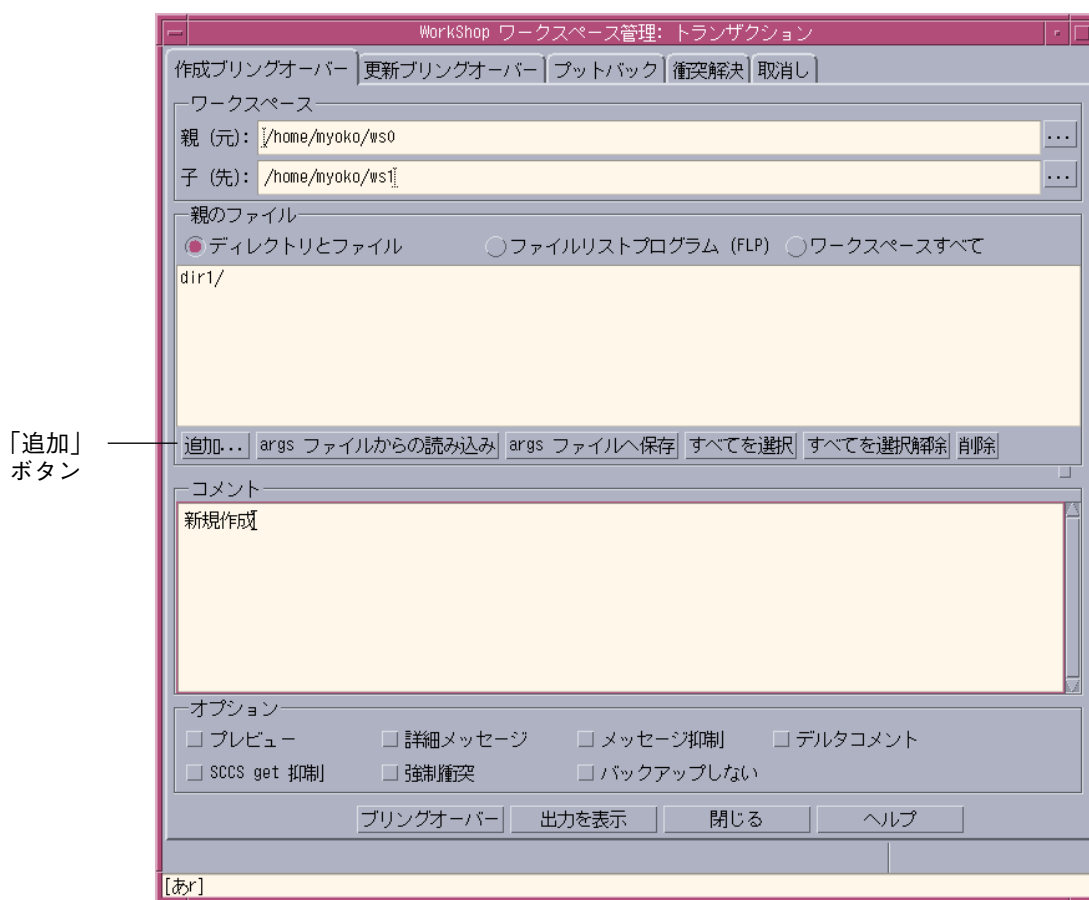 WorkShop ワークスペース管理: トランザクション
作成ブリングオーバー 更新ブリングオーバー プットバック 衝突解決 取消し
ワークスペース
親 (元): /home/myoko/ws0 ...
子 (先): /home/myoko/ws1 ...
親のファイル
ディレクトリとファイル ファイルリストプログラム (FLP) ワークスペースすべて
dir1/
「追加」
ボタン
追加... args ファイルからの読み込み args ファイルへ保存 すべてを選択 すべてを選択解除 削除
コメント
新規作成
オプション
プレビュー 詳細メッセージ メッセージ抑制 デルタコメント
SCCS get 抑制 強制衝突 バックアップしない
ブリングオーバー 出力を表示 閉じる ヘルプ
[あr]